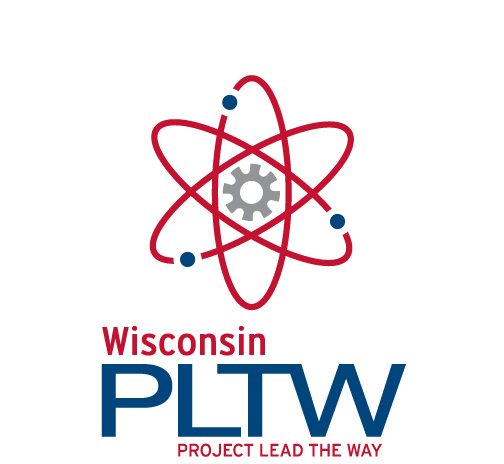 Wisconsin
PLTW
PROJECT LEAD THE WAY